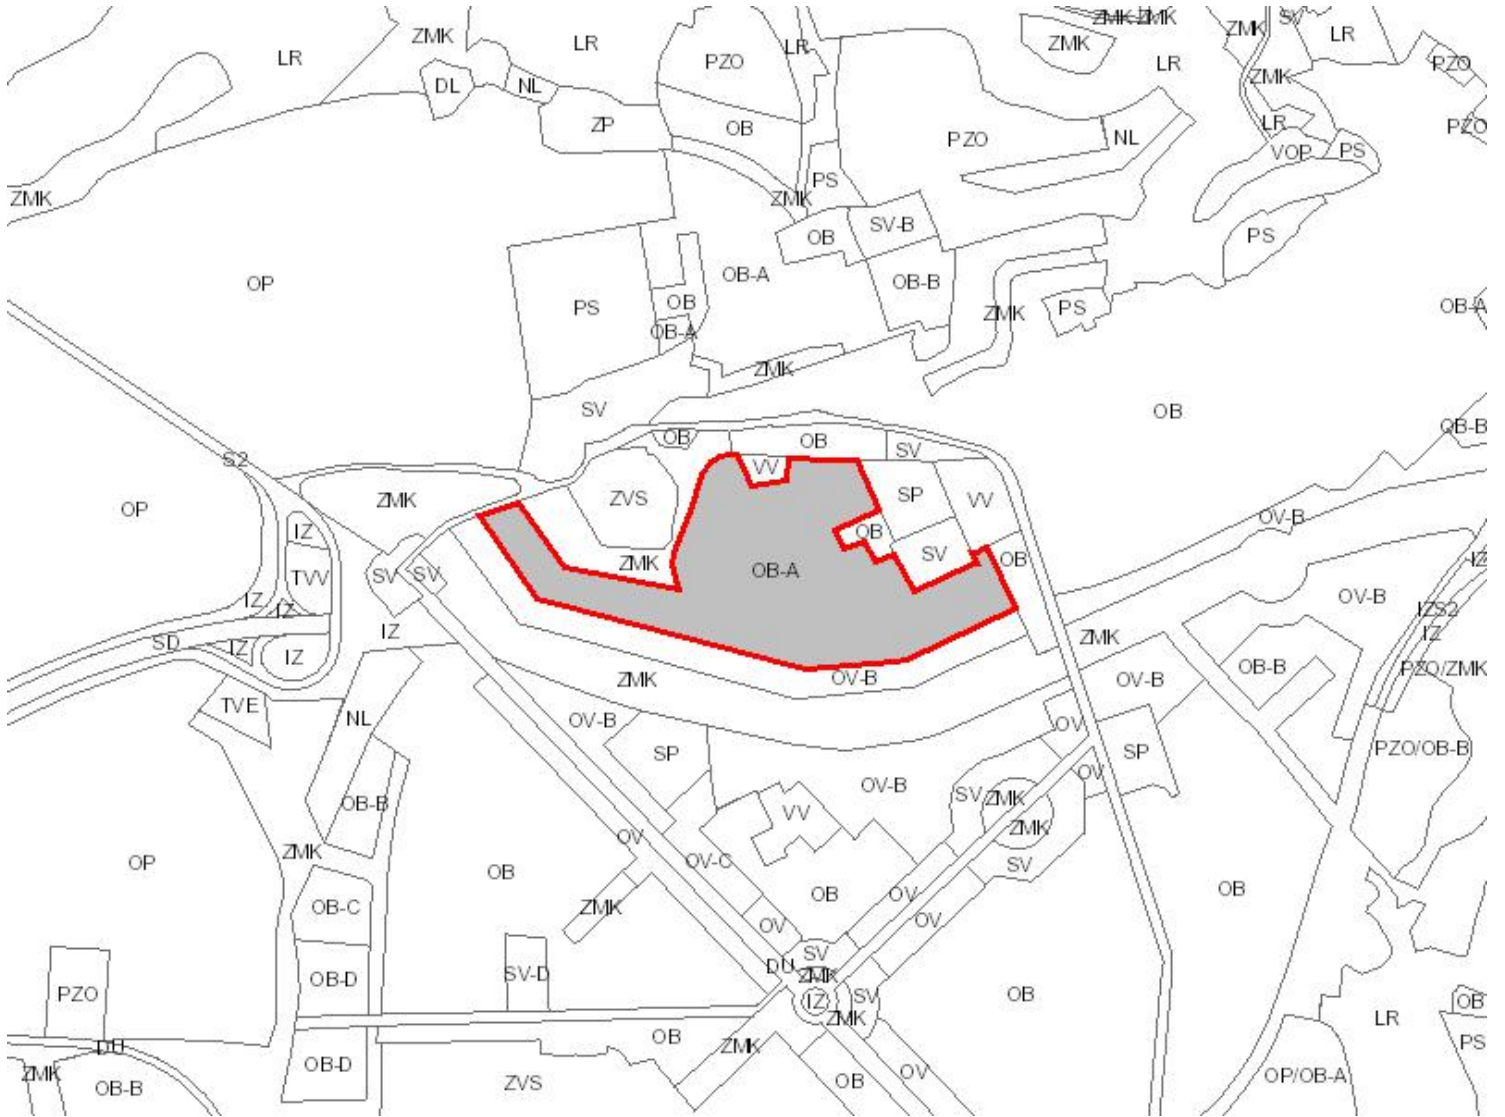 ZMK
ZMK
ZMK
SV
LR
ZMK
LR
LR
ZMK
ZMK
LR
LR
PZO
LR
PZO
DL
NL
ZMK
ZP
OB
PZO
NL
LR
PZO
VOP
PS
PS
ZMK
ZMK
OB
SV-B
PS
OP
OB-A
OB-B
PS
OB
ZMK
PS
OB-A
OB-A
ZMK
SV
OB
OB-B
OB
OB
SV
S2
VV
ZMK
ZVS
SP
VV
OP
OV-B
IZ
OB
SV
OB
IZ
TVV
SV
SV
ZMK
OB-A
IZ
IZ
OV-B
IZS2
IZ
IZ
SD
IZ
IZ
ZMK
OB-B
PZO/ZMK
ZMK
OV-B
OV-B
TVE
NL
OV-B
OV
SP
SP
PZO/OB-B
OV
OV-B
SV
ZMK
OB-B
VV
ZMK
OV
ZMK
OP
OV-C
SV
OB
OB
OV
OB
OB-C
ZMK
OV
OV
SV
DU
ZMK
OB-D
SV-D
PZO
IZ
SV
OB
OB
ZMK
LR
OB
ZMK
PS
DU
OB-D
ZMK
OB-B
ZVS
OB
OV
OP/OB-A